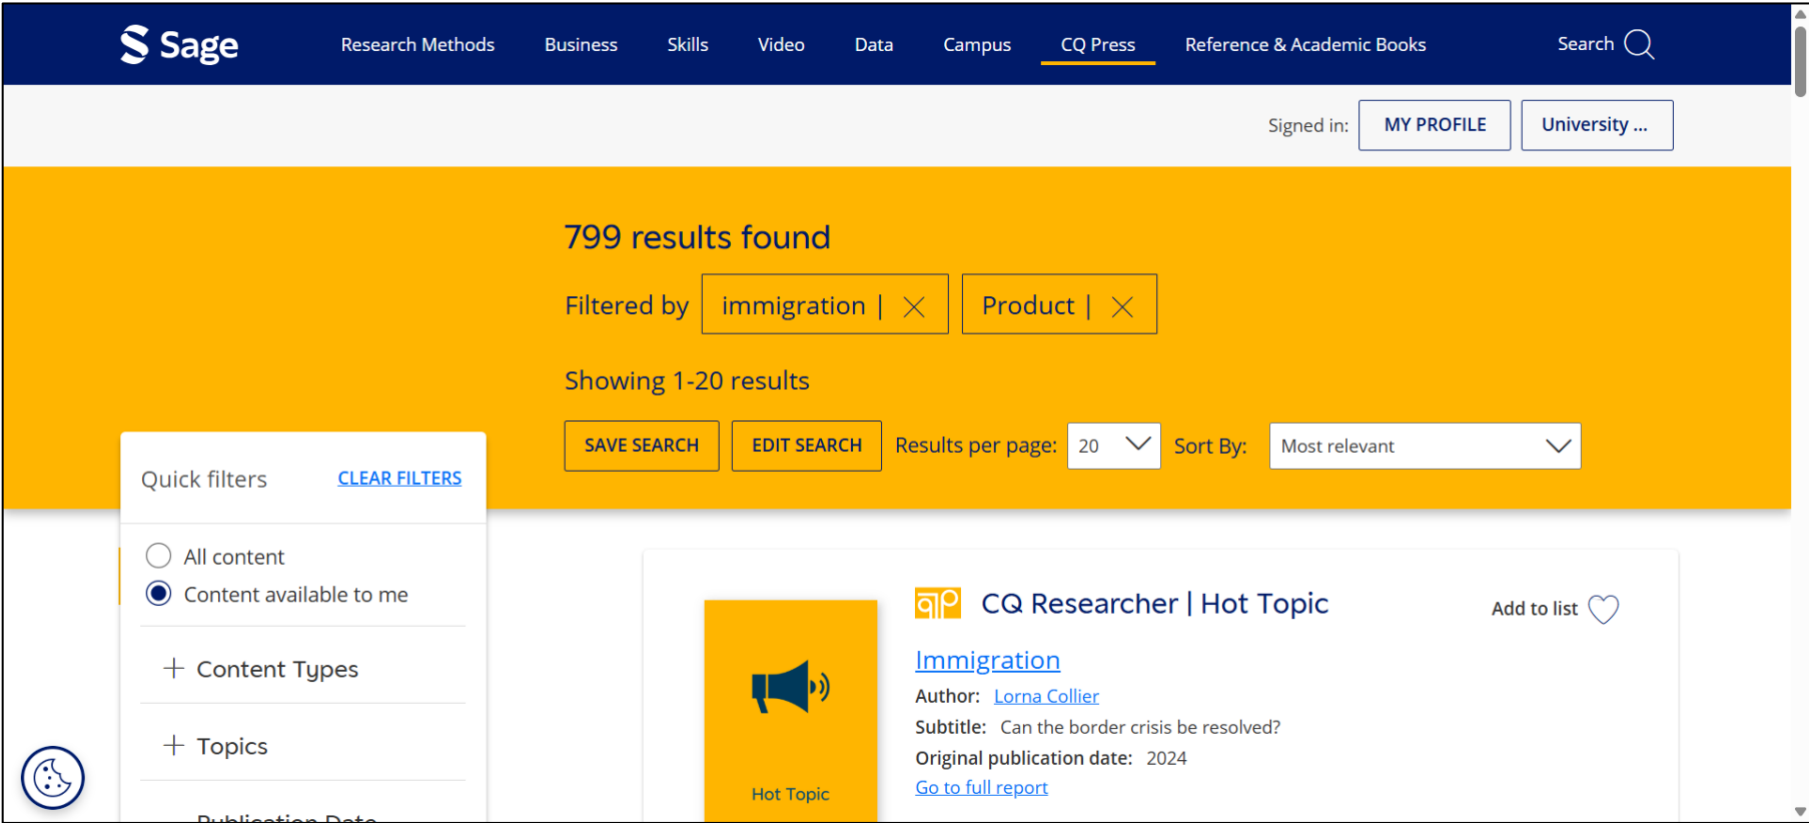 Sage
Research Methods Business Skills Video Data Campus CQ Press Reference & Academic Books Search
Signed in: MY PROFILE University ...
799 results found
Filtered by immigration | Product |
Showing 1-20 results
SAVE SEARCH EDIT SEARCH Results per page: 20 Sort By: Most relevant
Quick filters CLEAR FILTERS
All content
Content available to me
Content Types
Topics
Publication Date
CQ Researcher | Hot Topic
Add to list
Immigration
Author: Lorna Collier
Subtitle: Can the border crisis be resolved?
Original publication date: 2024
Go to full report
Hot Topic